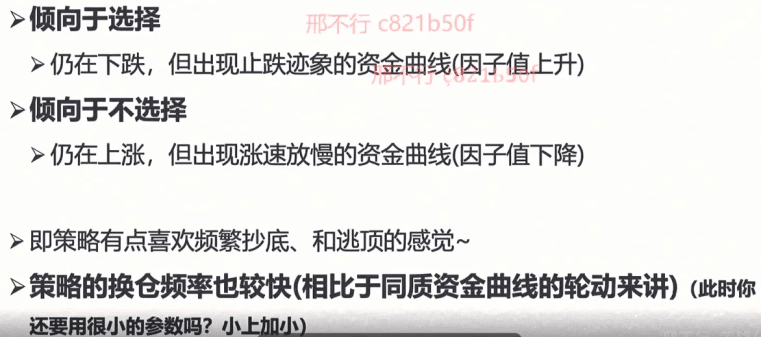 ➢倾向于选择
邢不行 c821b50f
➢仍在下跌，但出现止跌迹象的资金曲线(因子值上升)
邢不行 c821b50f
➢倾向于不选择
➢仍在上涨，但出现涨速放慢的资金曲线(因子值下降)
➢即策略有点喜欢频繁抄底、和逃顶的感觉~
➢策略的换仓频率也较快(相比于同质资金曲线的轮动来讲)（此时你
还要用很小的参数吗？小上加小）